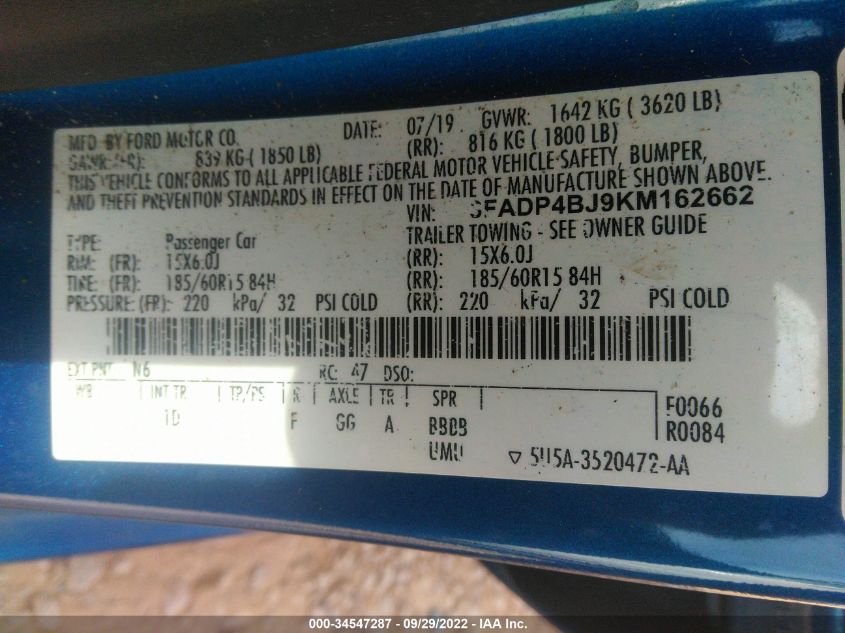 MFD BY FORD MOTOR CO. DATE: 07/19 GVWR: 1642 KG ( 3620 LB)
GAWR (FR): 839 KG ( 1850 LB) (RR): 816 KG ( 1800 LB)
THIS VEHICLE CONFORMS TO ALL APPLICABLE FEDERAL MOTOR VEHICLE SAFETY, BUMPER,
AND THEFT PREVENTION STANDARDS IN EFFECT ON THE DATE OF MANUFACTURE SHOWN ABOVE.
VIN: 3FADP4BJ9KM162662
TYPE: Passenger Car TRAILER TOWING - SEE OWNER GUIDE
RIM: (FR): 15X6.0J (RR): 15X6.0J
TIRE: (FR): 185/60R15 84H (RR): 185/60R15 84H
PRESSURE: (FR): 220 kPa/ 32 PSI COLD (RR): 220 kPa/ 32 PSI COLD
EXT PNT: N6 RC: 47 DSO:
WB INT TR TP/PS R AXLE TR SPR
1D F GG A BBBB F0066
UMU R0084
▽ 5U5A-3520472-AA
000-34547287 - 09/29/2022 - IAA Inc.